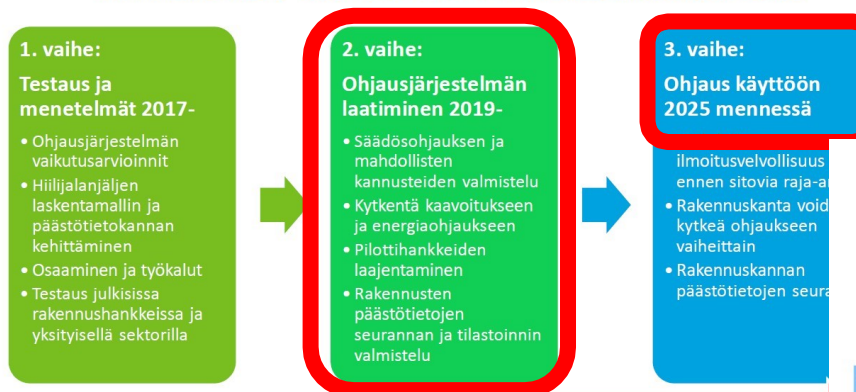 1. vaihe:
Testaus ja
menetelmät 2017-
• Ohjausjärjestelmän
vaikutusarvioinnit
• Hiilijalanjäljen
laskentamallin ja
päästötietokannan
kehittäminen
• Osaaminen ja työkalut
• Testaus julkisissa
rakennushankkeissa ja
yksityisellä sektorilla
2. vaihe:
Ohjausjärjestelmän
laatiminen 2019-
• Säädösohjauksen ja
mahdollisten
kannusteiden valmistelu
• Kytkentä kaavoitukseen
ja energiaohjaukseen
• Pilottihankkeiden
laajentaminen
• Rakennusten
päästötietojen
seurannan ja tilastoinnin
valmistelu
3. vaihe:
Ohjaus käyttöön
2025 mennessä
ilmoitusvelvollisuus
ennen sitovia
• Rakennuskanta
kytkeä ohjaukseen
vaiheittain
• Rakennuskannan
päästötietojen